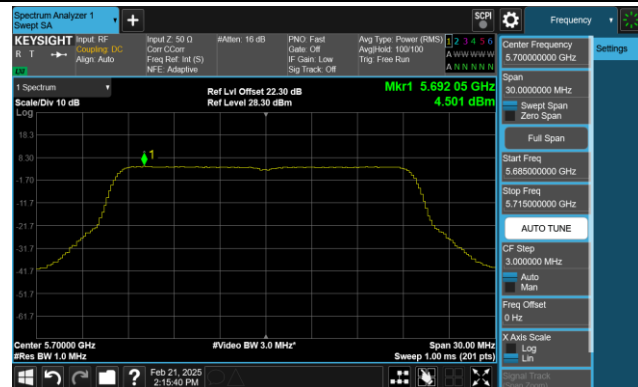 Spectrum Analyzer 1
Swept SA
SCPI
Frequency
KEYSIGHT
R T
LV
Input: RF
Coupling: DC
Align: Auto
Input Z: 50 Ω
Corr CCorr
Freq Ref: Int (S)
NFE: Adaptive
#Atten: 16 dB
PNO: Fast
Gate: Off
IF Gain: Low
Sig Track: Off
Avg Type: Power (RMS)
Avg|Hold: 100/100
Trig: Free Run
1 2 3 4 5 6
A W W W W W
A N N N N N
1 Spectrum
Scale/Div 10 dB
Ref Lvl Offset 22.30 dB
Ref Level 28.30 dBm
Mkr1 5.692 05 GHz
4.501 dBm
Log
18.3
8.30
-1.70
-11.7
-21.7
-31.7
-41.7
-51.7
-61.7
1
Center 5.70000 GHz
#Res BW 1.0 MHz
#Video BW 3.0 MHz*
Span 30.00 MHz
Sweep 1.00 ms (201 pts)
Feb 21, 2025
2:15:40 PM
Center Frequency
5.700000000 GHz
Settings
Span
30.0000000 MHz
Swept Span
Zero Span
Full Span
Start Freq
5.685000000 GHz
Stop Freq
5.715000000 GHz
AUTO TUNE
CF Step
3.000000 MHz
Auto
Man
Freq Offset
0 Hz
X Axis Scale
Log
Lin
Signal Track
(Span Zoom)